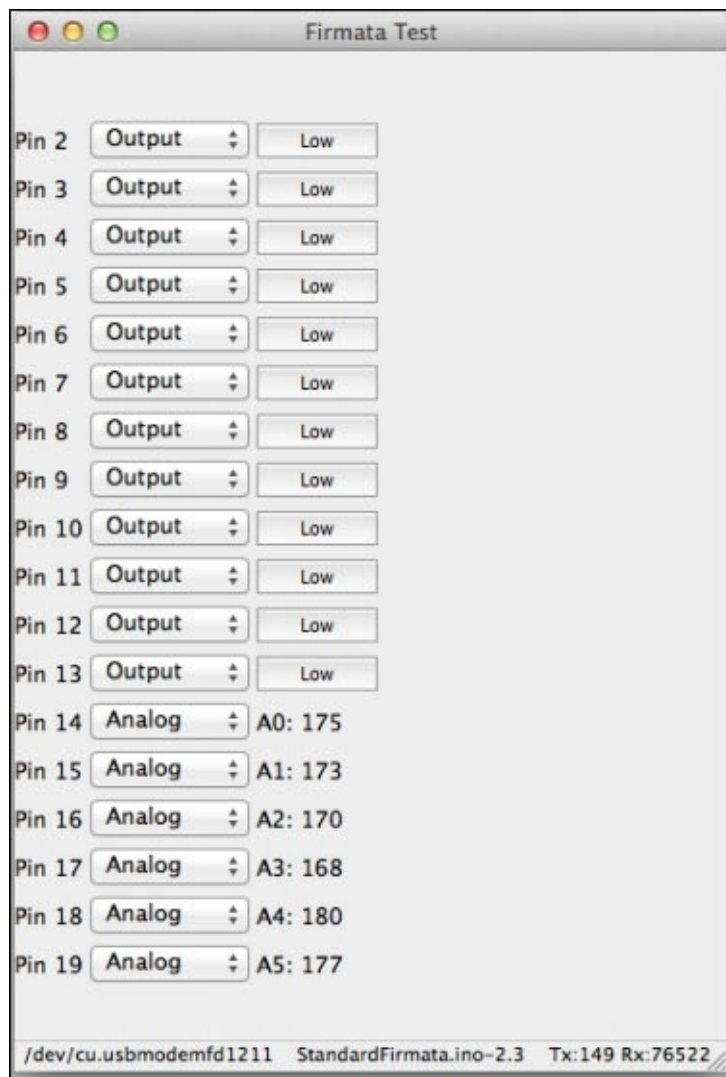 Firmata Test
Pin 2 Output Low
Pin 3 Output Low
Pin 4 Output Low
Pin 5 Output Low
Pin 6 Output Low
Pin 7 Output Low
Pin 8 Output Low
Pin 9 Output Low
Pin 10 Output Low
Pin 11 Output Low
Pin 12 Output Low
Pin 13 Output Low
Pin 14 Analog A0: 175
Pin 15 Analog A1: 173
Pin 16 Analog A2: 170
Pin 17 Analog A3: 168
Pin 18 Analog A4: 180
Pin 19 Analog A5: 177
/dev/cu.usbmodemfd1211 StandardFirmata.ino-2.3 Tx:149 Rx:76522